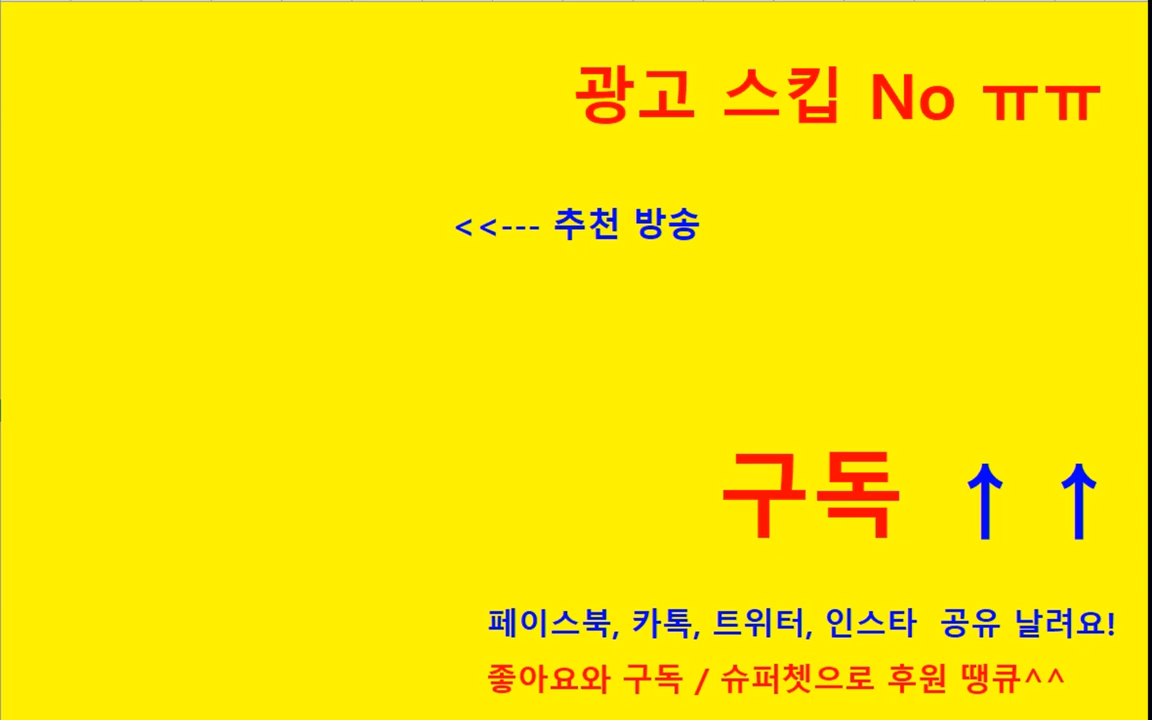 광고 스킵 No ㅠㅠ
<<--- 추천 방송
구독 ↑ ↑
페이스북, 카톡, 트위터, 인스타 공유 날려요!
좋아요와 구독 / 슈퍼쳇으로 후원 땡큐^^